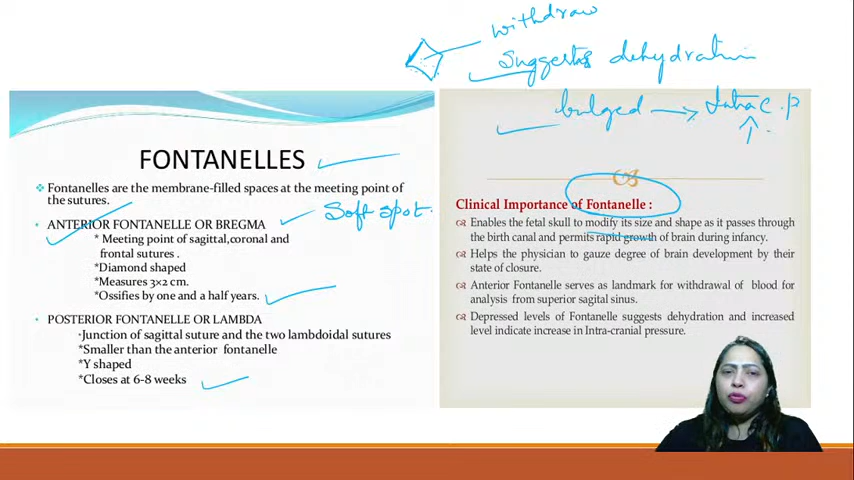 withdraw
Suggests dehydration
bulged → Intra C.P
FONTANELLES
Fontanelles are the membrane-filled spaces at the meeting point of
the sutures.
Soft spot.
ANTERIOR FONTANELLE OR BREGMA
* Meeting point of sagittal,coronal and
frontal sutures .
*Diamond shaped
*Measures 3×2 cm.
*Ossifies by one and a half years.
POSTERIOR FONTANELLE OR LAMBDA
*Junction of sagittal suture and the two lambdoidal sutures
*Smaller than the anterior fontanelle
*Y shaped
*Closes at 6-8 weeks
Clinical Importance of Fontanelle :
Enables the fetal skull to modify its size and shape as it passes through
the birth canal and permits rapid growth of brain during infancy.
Helps the physician to gauze degree of brain development by their
state of closure.
Anterior Fontanelle serves as landmark for withdrawal of blood for
analysis from superior sagital sinus.
Depressed levels of Fontanelle suggests dehydration and increased
level indicate increase in Intra-cranial pressure.